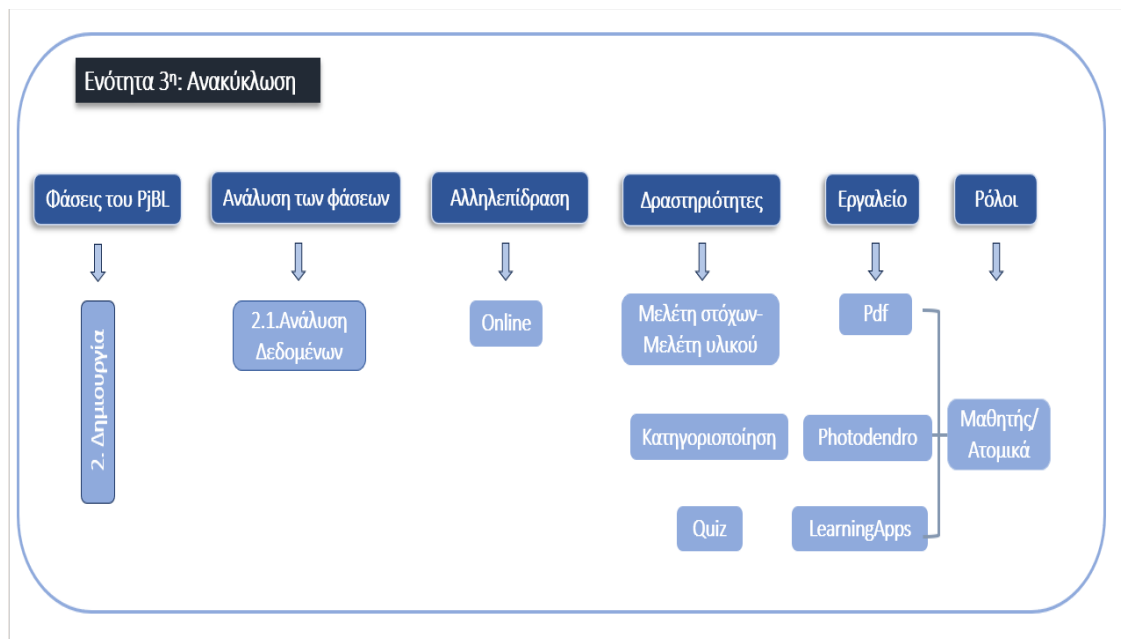 Ενότητα 3η: Ανακύκλωση
Φάσεις του PjBL
Ανάλυση των φάσεων
Αλληλεπίδραση
Δραστηριότητες
Εργαλείο
Ρόλοι
2. Δημιουργία
2.1.Ανάλυση
Δεδομένων
Online
Μελέτη στόχων-
Μελέτη υλικού
Pdf
Κατηγοριοποίηση
Photodendro
Μαθητής/
Ατομικά
Quiz
LearningApps